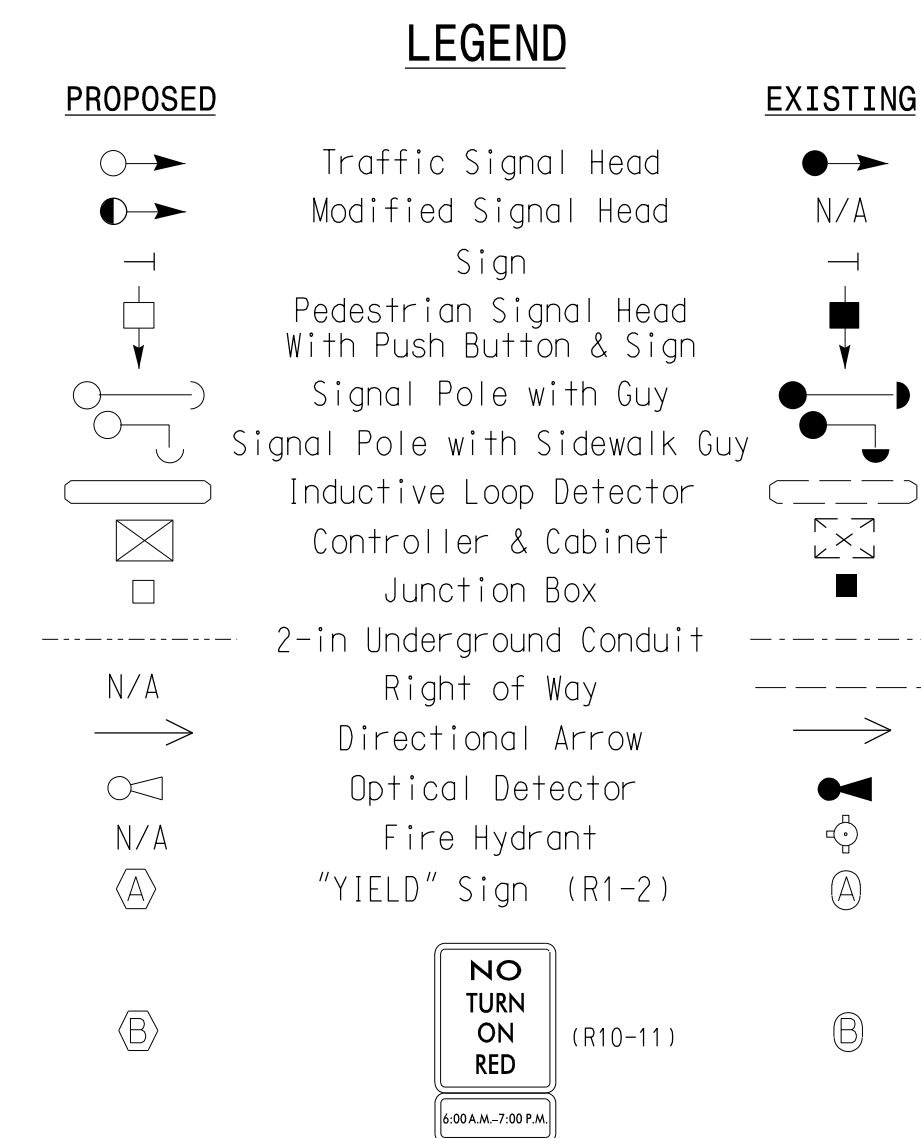 LEGEND
PROPOSED EXISTING
Traffic Signal Head
Modified Signal Head N/A
Sign
Pedestrian Signal Head
With Push Button & Sign
Signal Pole with Guy
Signal Pole with Sidewalk Guy
Inductive Loop Detector
Controller & Cabinet
Junction Box
2-in Underground Conduit
N/A Right of Way
Directional Arrow
Optical Detector
N/A Fire Hydrant
A "YIELD" Sign (R1-2) A
NO
TURN
B ON (R10-11) B
RED
6:00 A.M.–7:00 P.M.